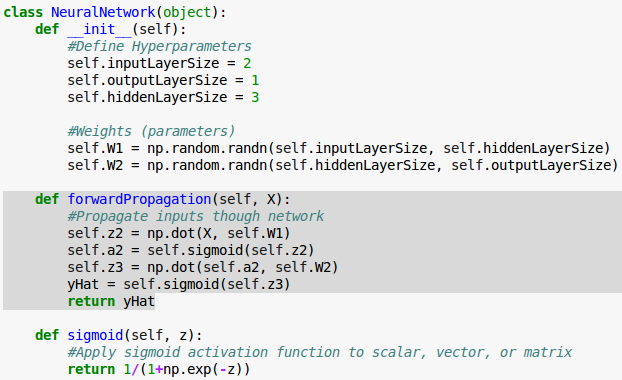 class NeuralNetwork(object):
    def __init__(self):
        #Define Hyperparameters
        self.inputLayerSize = 2
        self.outputLayerSize = 1
        self.hiddenLayerSize = 3

        #Weights (parameters)
        self.W1 = np.random.randn(self.inputLayerSize, self.hiddenLayerSize)
        self.W2 = np.random.randn(self.hiddenLayerSize, self.outputLayerSize)

    def forwardPropagation(self, X):
        #Propagate inputs though network
        self.z2 = np.dot(X, self.W1)
        self.a2 = self.sigmoid(self.z2)
        self.z3 = np.dot(self.a2, self.W2)
        yHat = self.sigmoid(self.z3)
        return yHat

    def sigmoid(self, z):
        #Apply sigmoid activation function to scalar, vector, or matrix
        return 1/(1+np.exp(-z))